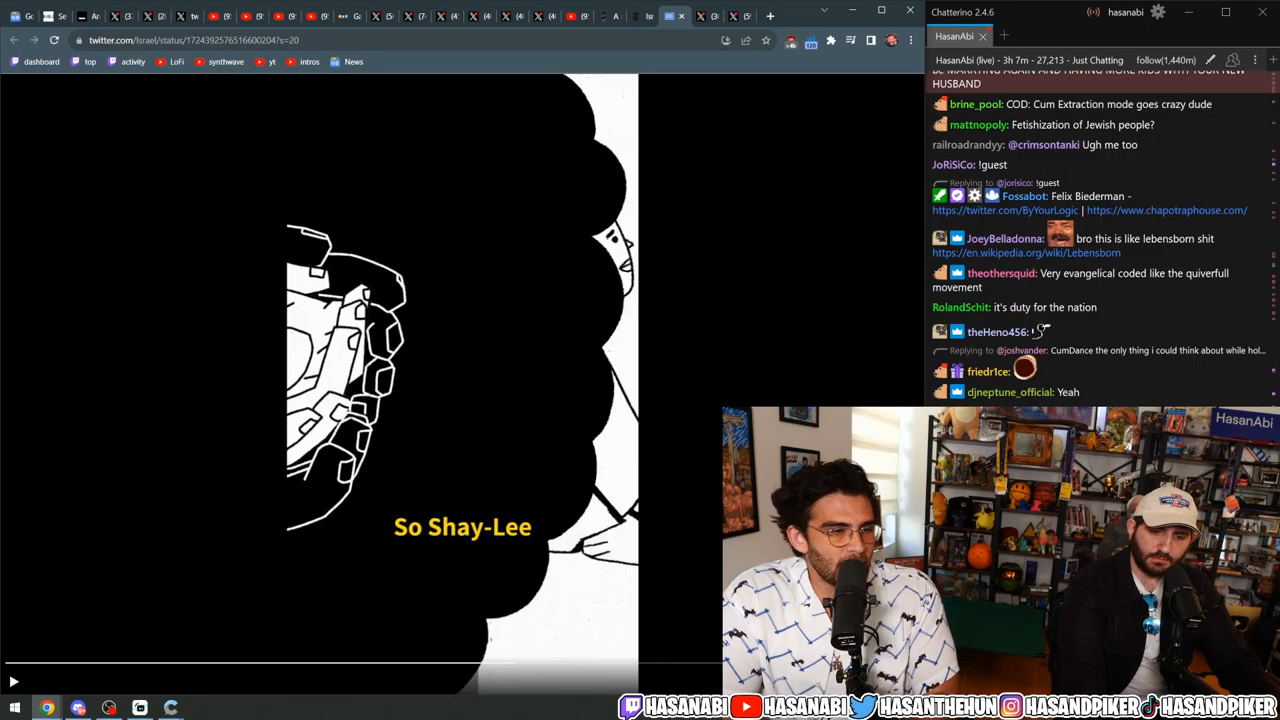 twitter.com/Israel/status/1724392576516600204?s=20
dashboard
top
activity
LoFi
synthwave
yt
intros
News
120
So Shay-Lee
Chatterino 2.4.6
hasanabi
HasanAbi
HasanAbi (live) - 3h 7m - 27,213 - Just Chatting
follow(1,440m)
HUSBAND
brine_pool: COD: Cum Extraction mode goes crazy dude
mattnopoly: Fetishization of Jewish people?
railroadrandyy: @crimsontanki Ugh me too
JoRiSiCo: !guest
Replying to @jorisico: !guest
Fossabot: Felix Biederman -
https://twitter.com/ByYourLogic | https://www.chapotraphouse.com/
JoeyBelladonna: bro this is like lebensborn shit
https://en.wikipedia.org/wiki/Lebensborn
theothersquid: Very evangelical coded like the quiverfull
movement
RolandSchit: it's duty for the nation
theHeno456:
Replying to @joshvander: CumDance the only thing i could think about while hol...
friedr1ce:
djneptune_official: Yeah
HasanAbi
HASANABI
HASANABI
HASANTHEHUN
HASANDPIKER
HASANDPIKER